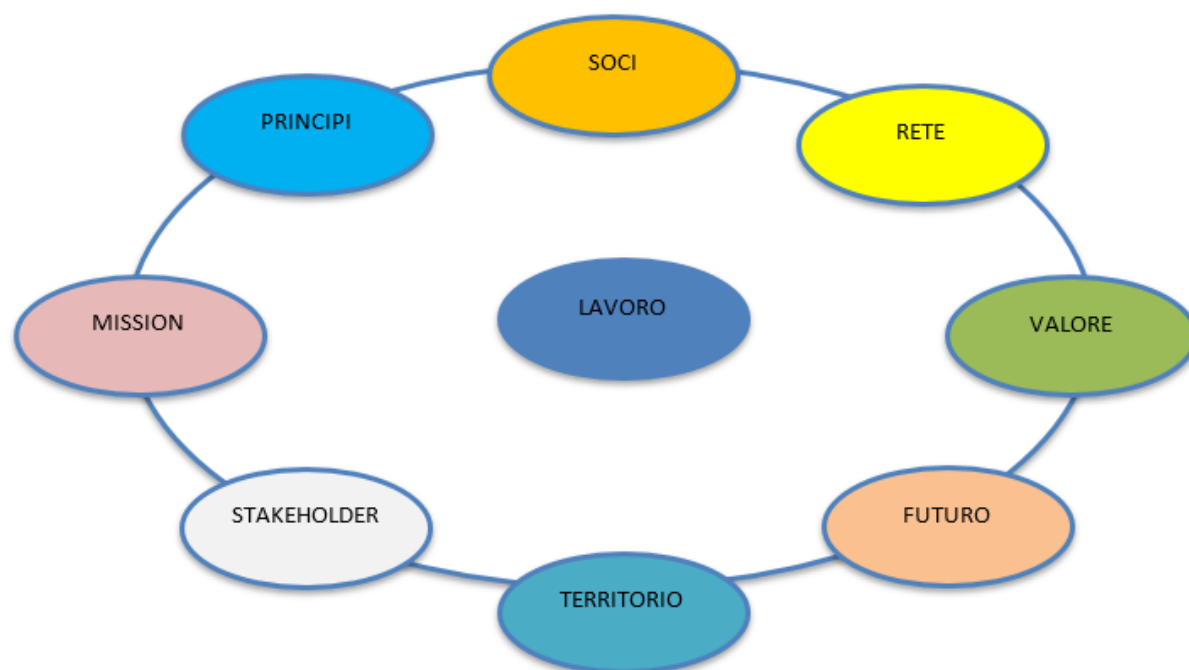 SOCI
PRINCIPI
RETE
LAVORO
MISSION
VALORE
STAKEHOLDER
FUTURO
TERRITORIO